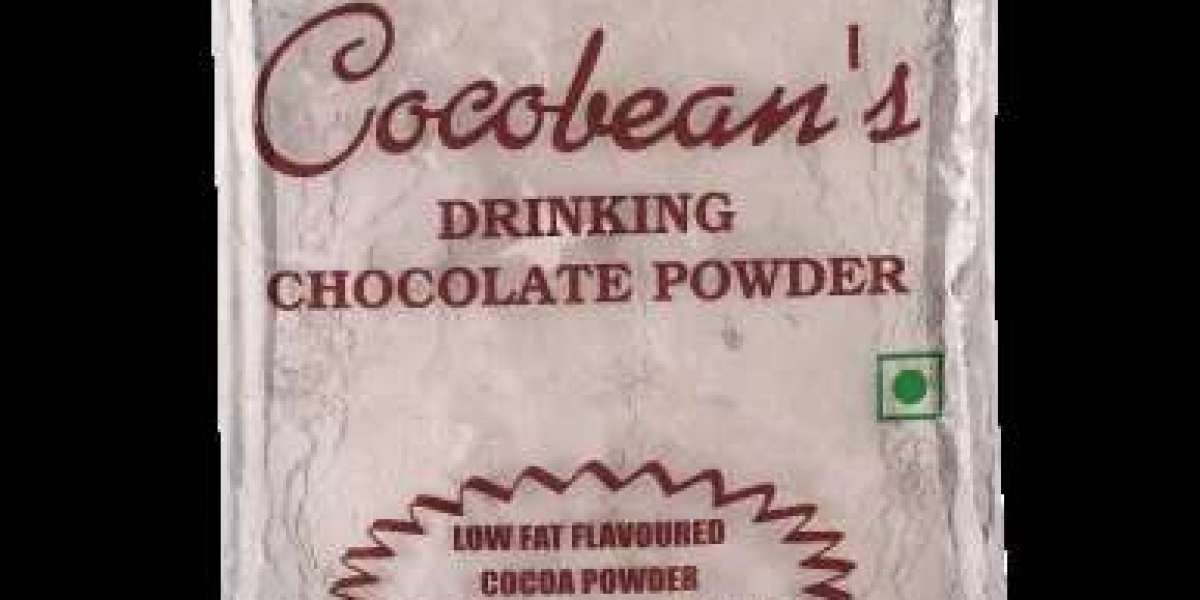 Cocobean's
DRINKING
CHOCOLATE POWDER
LOW FAT FLAVOURED
COCOA POWDER